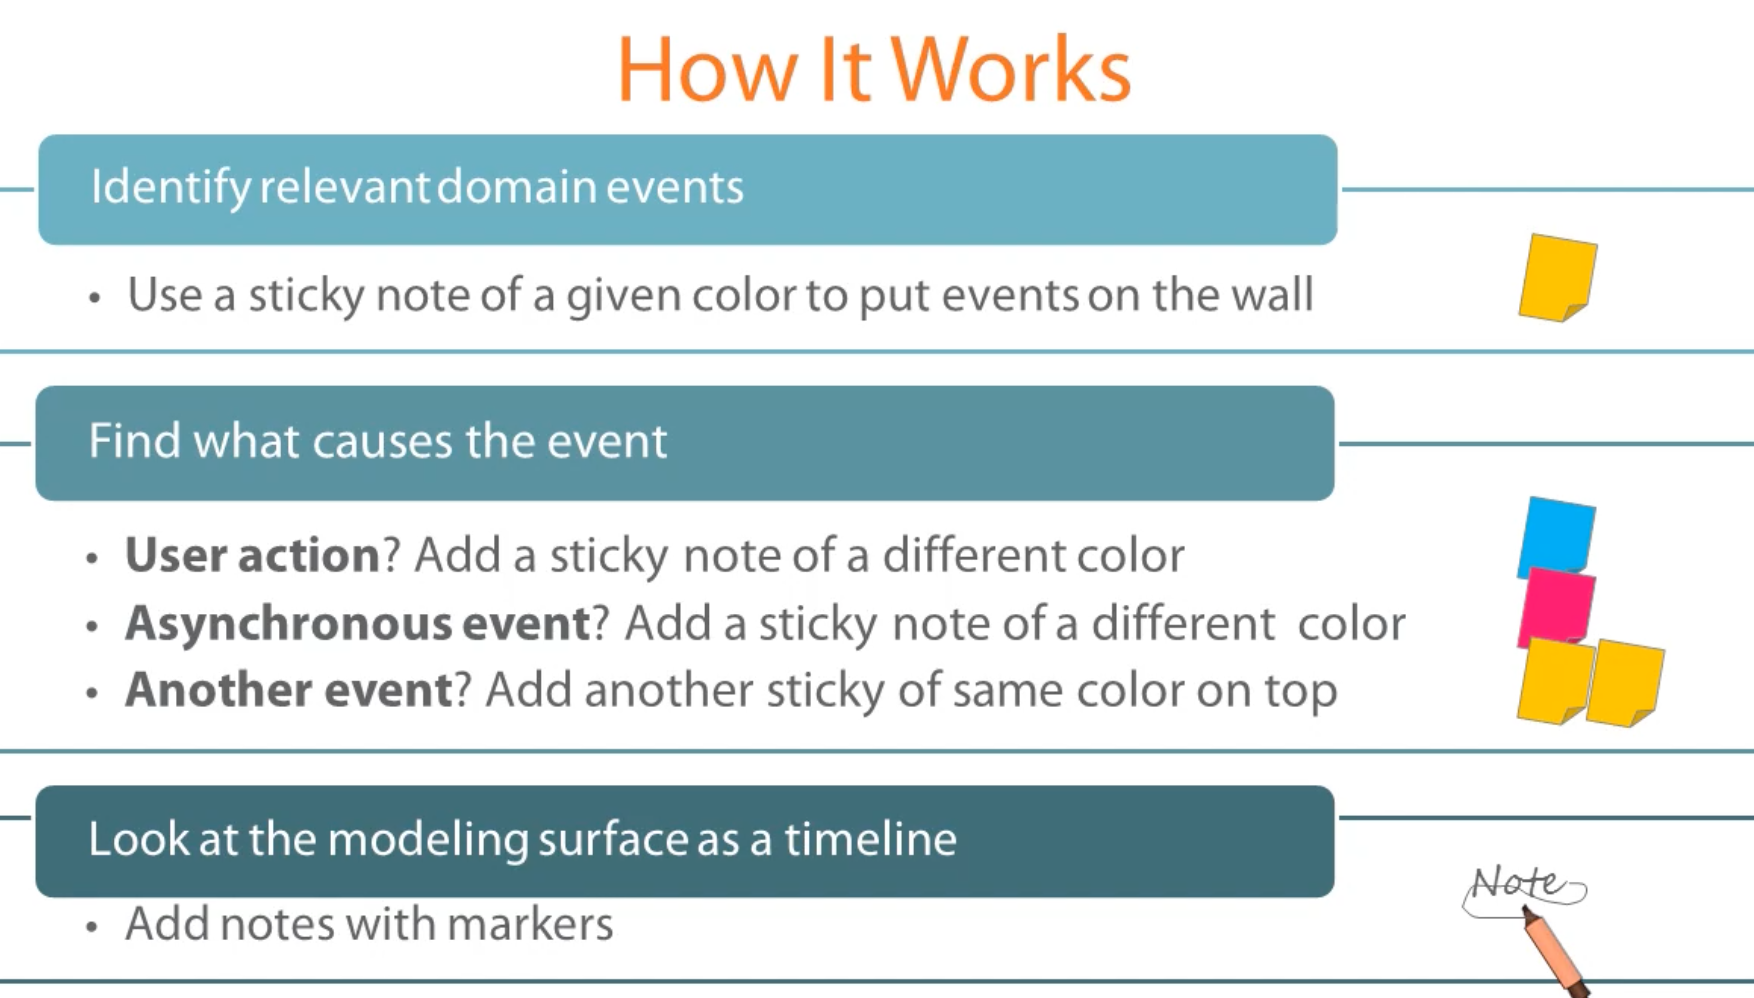 How It Works
Identify relevant domain events
• Use a sticky note of a given color to put events on the wall
Find what causes the event
• User action? Add a sticky note of a different color
• Asynchronous event? Add a sticky note of a different color
• Another event? Add another sticky of same color on top
Look at the modeling surface as a timeline
Note
• Add notes with markers